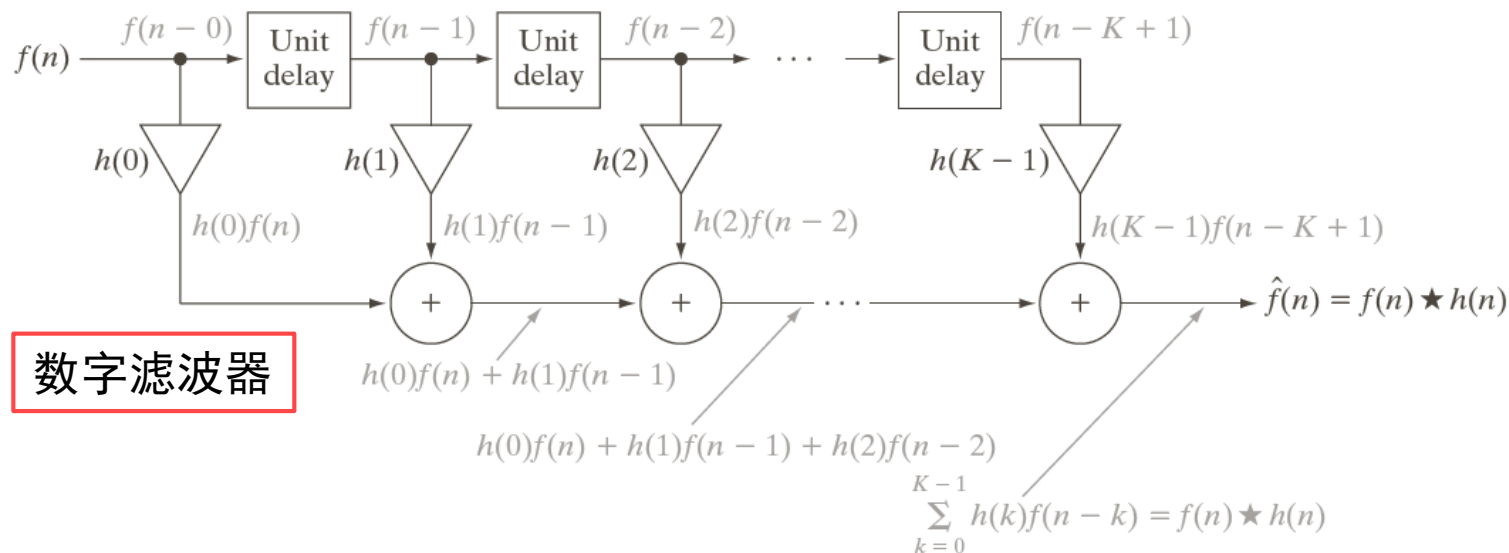 f(n − 0)
Unit delay
f(n − 1)
Unit delay
f(n − 2)
Unit delay
f(n − K + 1)
f(n)
· · ·
h(0)
h(1)
h(2)
h(K − 1)
h(0)f(n)
h(1)f(n − 1)
h(2)f(n − 2)
h(K − 1)f(n − K + 1)
+
+
· · ·
+
f̂(n) = f(n) ★ h(n)
数字滤波器
h(0)f(n) + h(1)f(n − 1)
h(0)f(n) + h(1)f(n − 1) + h(2)f(n − 2)
K − 1
∑ h(k)f(n − k) = f(n) ★ h(n)
k = 0